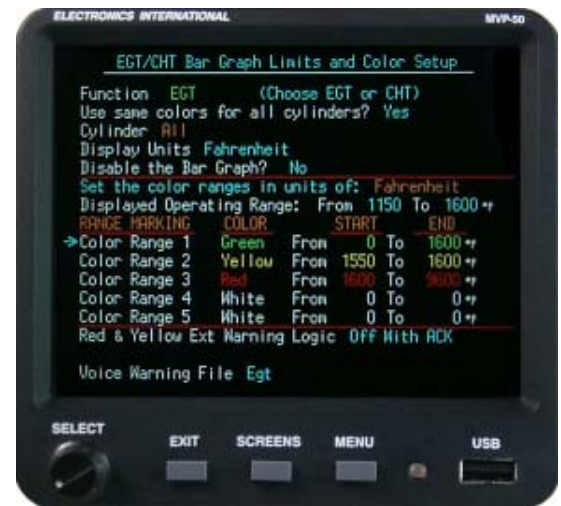 ELECTRONICS INTERNATIONAL MVP-50
EGT/CHT Bar Graph Limits and Color Setup
Function EGT (Choose EGT or CHT)
Use same colors for all cylinders? Yes
Cylinder All
Display Units Fahrenheit
Disable the Bar Graph? No
Set the color ranges in units of: Fahrenheit
Displayed Operating Range: From 1150 To 1600 °F
RANGE MARKING COLOR START END
→Color Range 1 Green From 0 To 1600 °F
Color Range 2 Yellow From 1550 To 1600 °F
Color Range 3 Red From 1600 To 9600 °F
Color Range 4 White From 0 To 0 °F
Color Range 5 White From 0 To 0 °F
Red & Yellow Ext Warning Logic Off With ACK
Voice Warning File Egt
SELECT EXIT SCREENS MENU USB